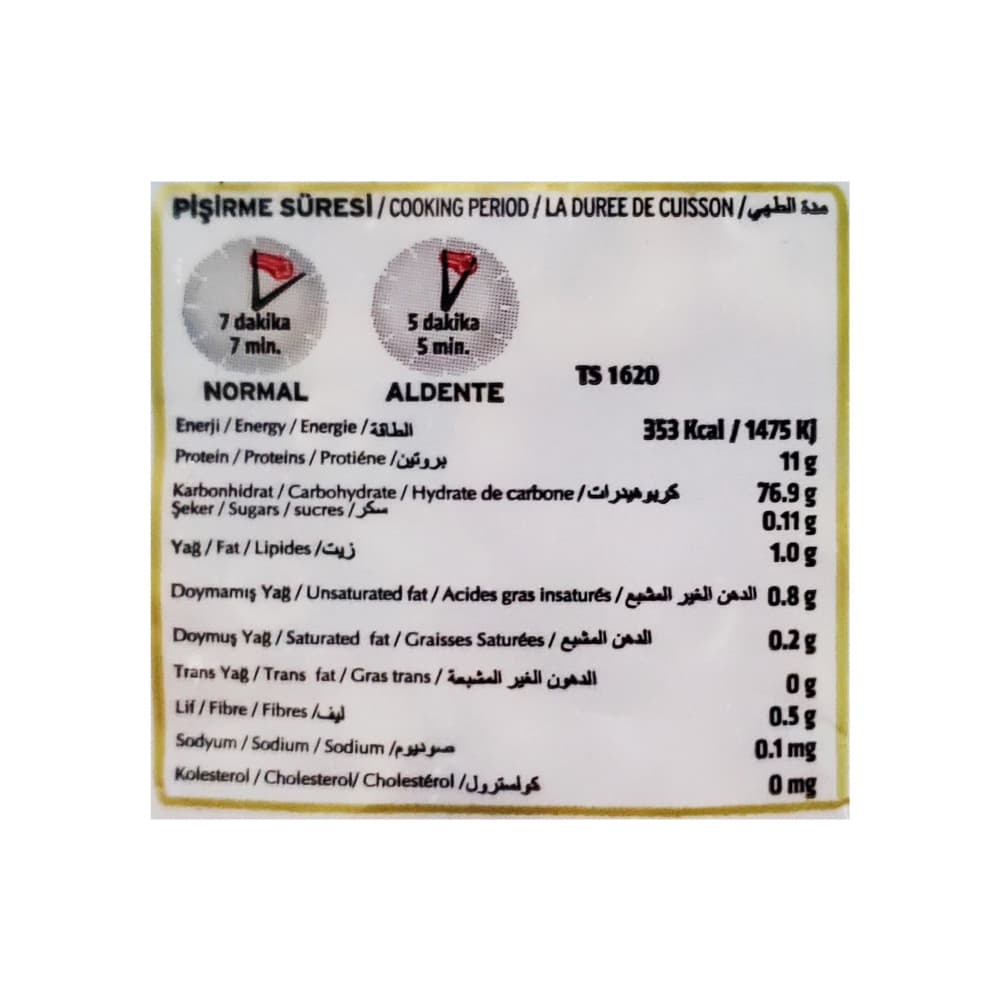 PİŞİRME SÜRESİ / COOKING PERIOD / LA DUREE DE CUISSON / مدة الطهي
7 dakika
7 min.
NORMAL
5 dakika
5 min.
ALDENTE
TS 1620
Enerji / Energy / Energie / الطاقة 353 Kcal / 1475 Kj
Protein / Proteins / Protiéne / بروتين 11 g
Karbonhidrat / Carbohydrate / Hydrate de carbone / كربوهيدرات 76.9 g
Şeker / Sugars / sucres / سكر 0.11 g
Yağ / Fat / Lipides / زيت 1.0 g
Doymamış Yağ / Unsaturated fat / Acides gras insaturés / الدهن الغير المشبع 0.8 g
Doymuş Yağ / Saturated fat / Graisses Saturées / الدهن المشبع 0.2 g
Trans Yağ / Trans fat / Gras trans / الدهون الغير المشبعة 0 g
Lif / Fibre / Fibres / ليف 0.5 g
Sodyum / Sodium / Sodium / صوديوم 0.1 mg
Kolesterol / Cholesterol/ Cholestérol / كولسترول 0 mg